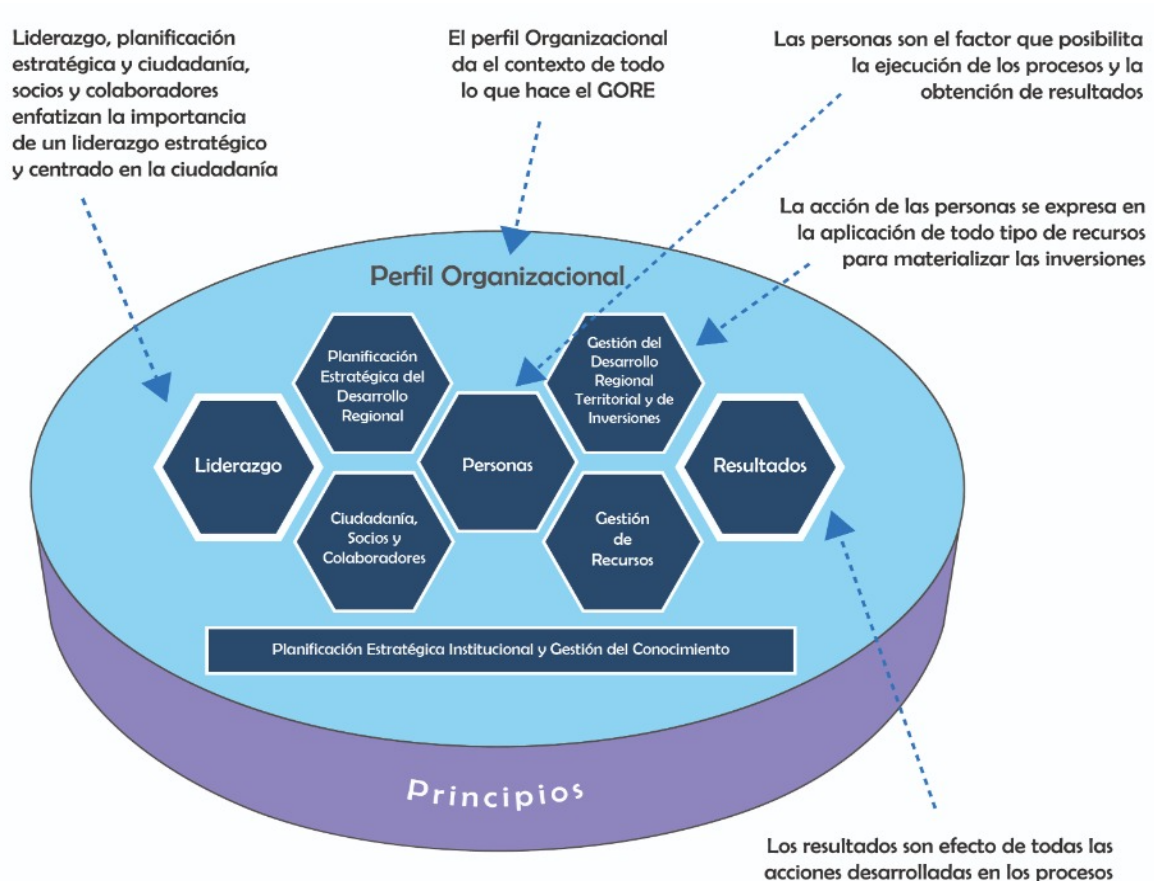 Liderazgo, planificación
estratégica y ciudadanía,
socios y colaboradores
enfatizan la importancia
de un liderazgo estratégico
y centrado en la ciudadanía
El perfil Organizacional
da el contexto de todo
lo que hace el GORE
Las personas son el factor que posibilita
la ejecución de los procesos y la
obtención de resultados
La acción de las personas se expresa en
la aplicación de todo tipo de recursos
para materializar las inversiones
Perfil Organizacional
Planificación
Estratégica del
Desarrollo
Regional
Gestión del
Desarrollo
Regional
Territorial y de
Inversiones
Liderazgo
Personas
Resultados
Ciudadanía,
Socios y
Colaboradores
Gestión
de
Recursos
Planificación Estratégica Institucional y Gestión del Conocimiento
Principios
Los resultados son efecto de todas las
acciones desarrolladas en los procesos